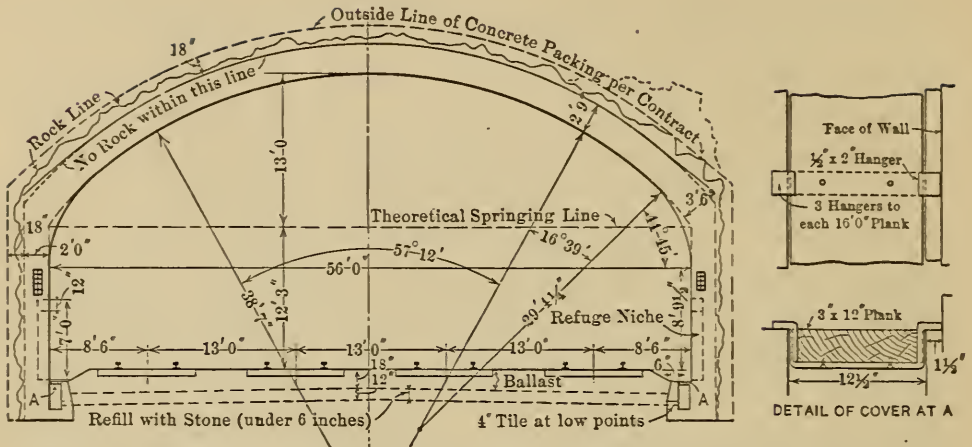 Outside Line of Concrete Packing per Contract
18"
Rock Line
No Rock within this line
13'-0
2'-9
3'6"
Theoretical Springing Line
18"
2'0"
16°39'
44°-45'
57°-12'
56'-0"
12"
7'-0"
38'-7"
12'-3"
Refuge Niche
8'-6"
13'-0"
13'-0"
13'-0"
8'-6"
6"
18"
12"
Ballast
A
A
Refill with Stone (under 6 inches)
4" Tile at low points
Face of Wall
½" x 2" Hanger
3 Hangers to
each 16'0" Plank
3" x 12" Plank
1½"
12½"
DETAIL OF COVER AT A